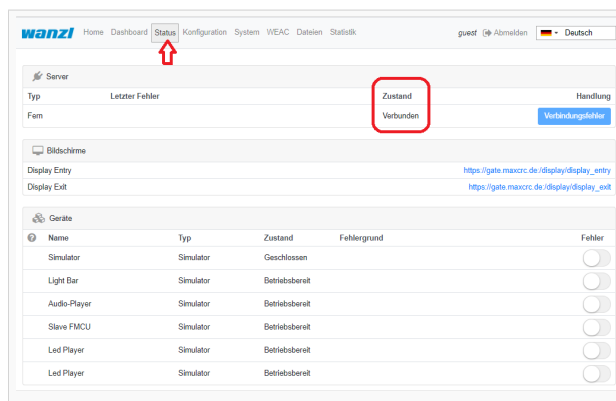 wanzl Home Dashboard Status Konfiguration System WEAC Dateien Statistik guest Abmelden Deutsch
Server
Typ Letzter Fehler Zustand Handlung
Fern Verbunden Verbindungsfehler
Bildschirme
Display Entry https://gate.maxcrc.de:/display/display_entry
Display Exit https://gate.maxcrc.de:/display/display_exit
Geräte
Name Typ Zustand Fehlergrund Fehler
Simulator Simulator Geschlossen
Light Bar Simulator Betriebsbereit
Audio-Player Simulator Betriebsbereit
Slave FMCU Simulator Betriebsbereit
Led Player Simulator Betriebsbereit
Led Player Simulator Betriebsbereit